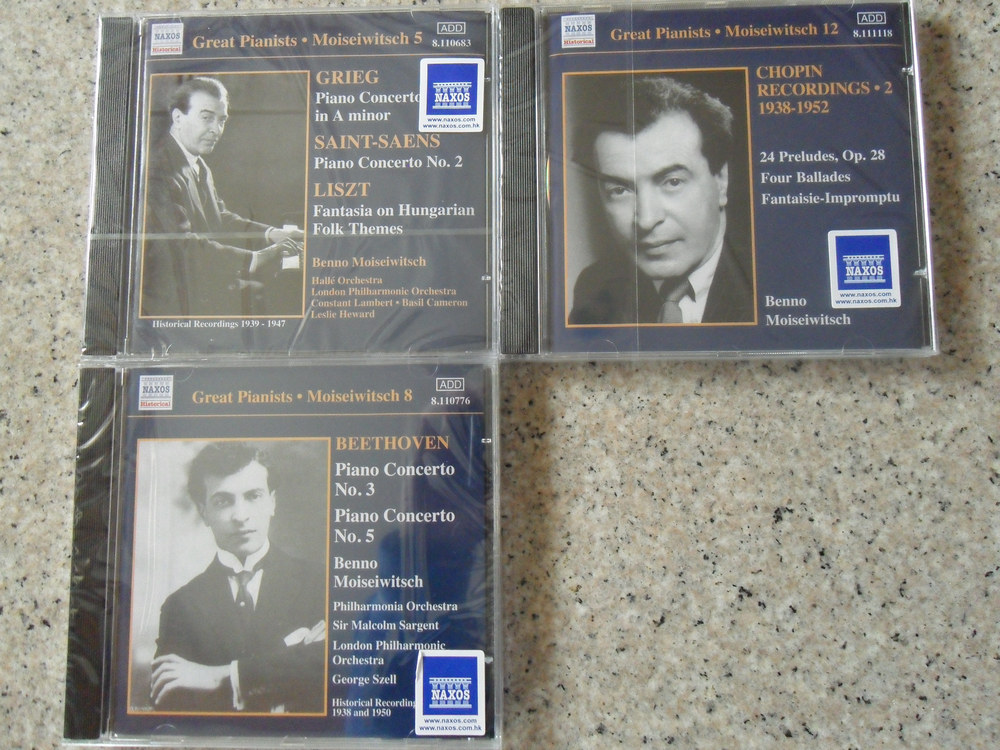 NAXOS
Historical
Great Pianists • Moiseiwitsch 5
ADD
8.110683
GRIEG
Piano Concerto
in A minor
SAINT-SAENS
Piano Concerto No. 2
LISZT
Fantasia on Hungarian
Folk Themes
Benno Moiseiwitsch
Hallé Orchestra
London Philharmonic Orchestra
Constant Lambert • Basil Cameron
Leslie Heward
Historical Recordings 1939 - 1947
NAXOS
www.naxos.com
www.naxos.com.hk
NAXOS
Historical
Great Pianists • Moiseiwitsch 12
ADD
8.111118
CHOPIN
RECORDINGS • 2
1938-1952
24 Preludes, Op. 28
Four Ballades
Fantaisie-Impromptu
Benno
Moiseiwitsch
NAXOS
www.naxos.com
www.naxos.com.hk
NAXOS
Historical
Great Pianists • Moiseiwitsch 8
ADD
8.110776
BEETHOVEN
Piano Concerto
No. 3
Piano Concerto
No. 5
Benno
Moiseiwitsch
Philharmonia Orchestra
Sir Malcolm Sargent
London Philharmonic
Orchestra
George Szell
Historical Recording
1938 and 1950
NAXOS
www.naxos.com
www.naxos.com.hk